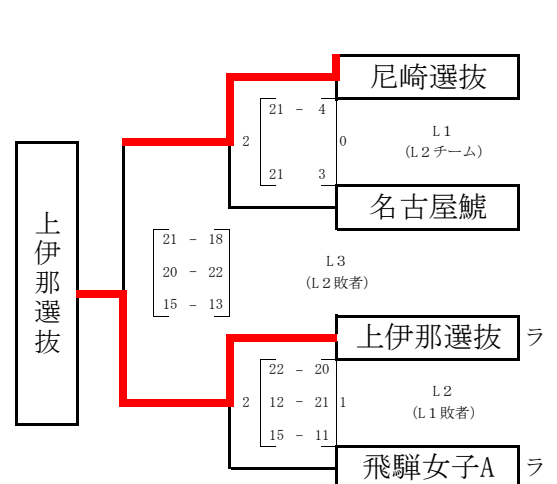 尼崎選抜
21 - 4
2 0
21 3
L1
(L2チーム)
名古屋鯱
上伊那選抜
21 - 18
20 - 22
15 - 13
L3
(L2敗者)
上伊那選抜 ラ
22 - 20
2 12 - 21 1
15 - 11
L2
(L1敗者)
飛騨女子A ラ